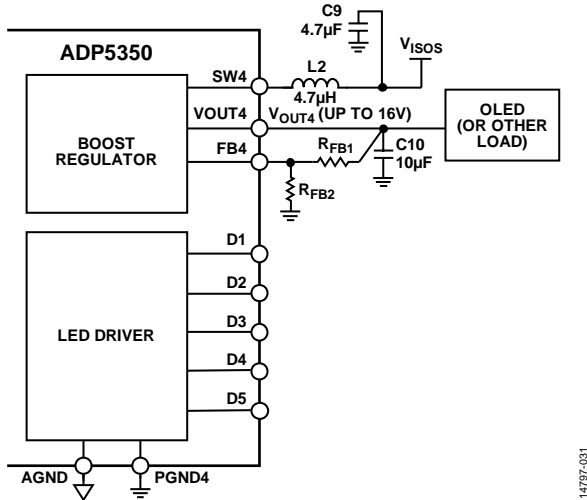 C9
4.7µF
VISOS
ADP5350
SW4
L2
4.7µH
VOUT4
VOUT4 (UP TO 16V)
OLED
(OR OTHER
LOAD)
BOOST
REGULATOR
FB4
RFB1
C10
10µF
RFB2
D1
D2
LED DRIVER
D3
D4
D5
AGND
PGND4
14797-031